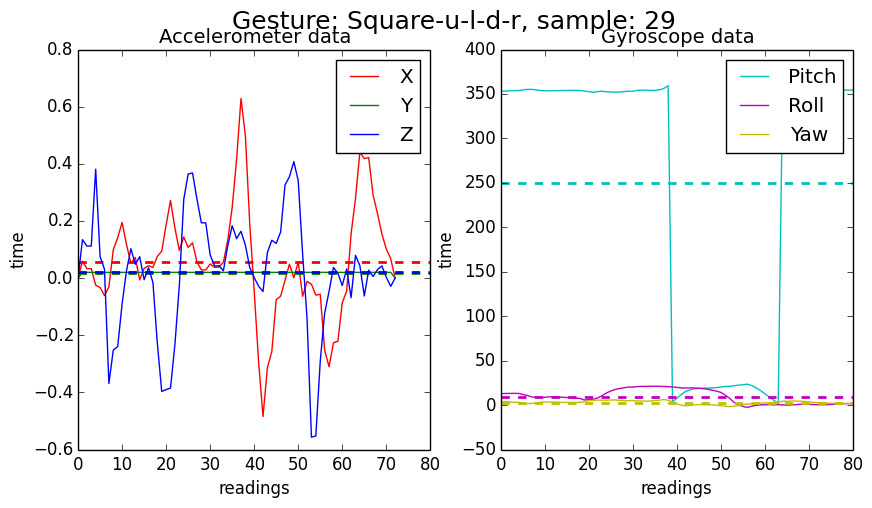 Gesture: Square-u-l-d-r, sample: 29
Accelerometer data
0.8
0.6
0.4
0.2
0.0
−0.2
−0.4
−0.6
0 10 20 30 40 50 60 70 80
time
readings
X
Y
Z
Gyroscope data
400
350
300
250
200
150
100
50
0
−50
0 10 20 30 40 50 60 70 80
time
readings
Pitch
Roll
Yaw